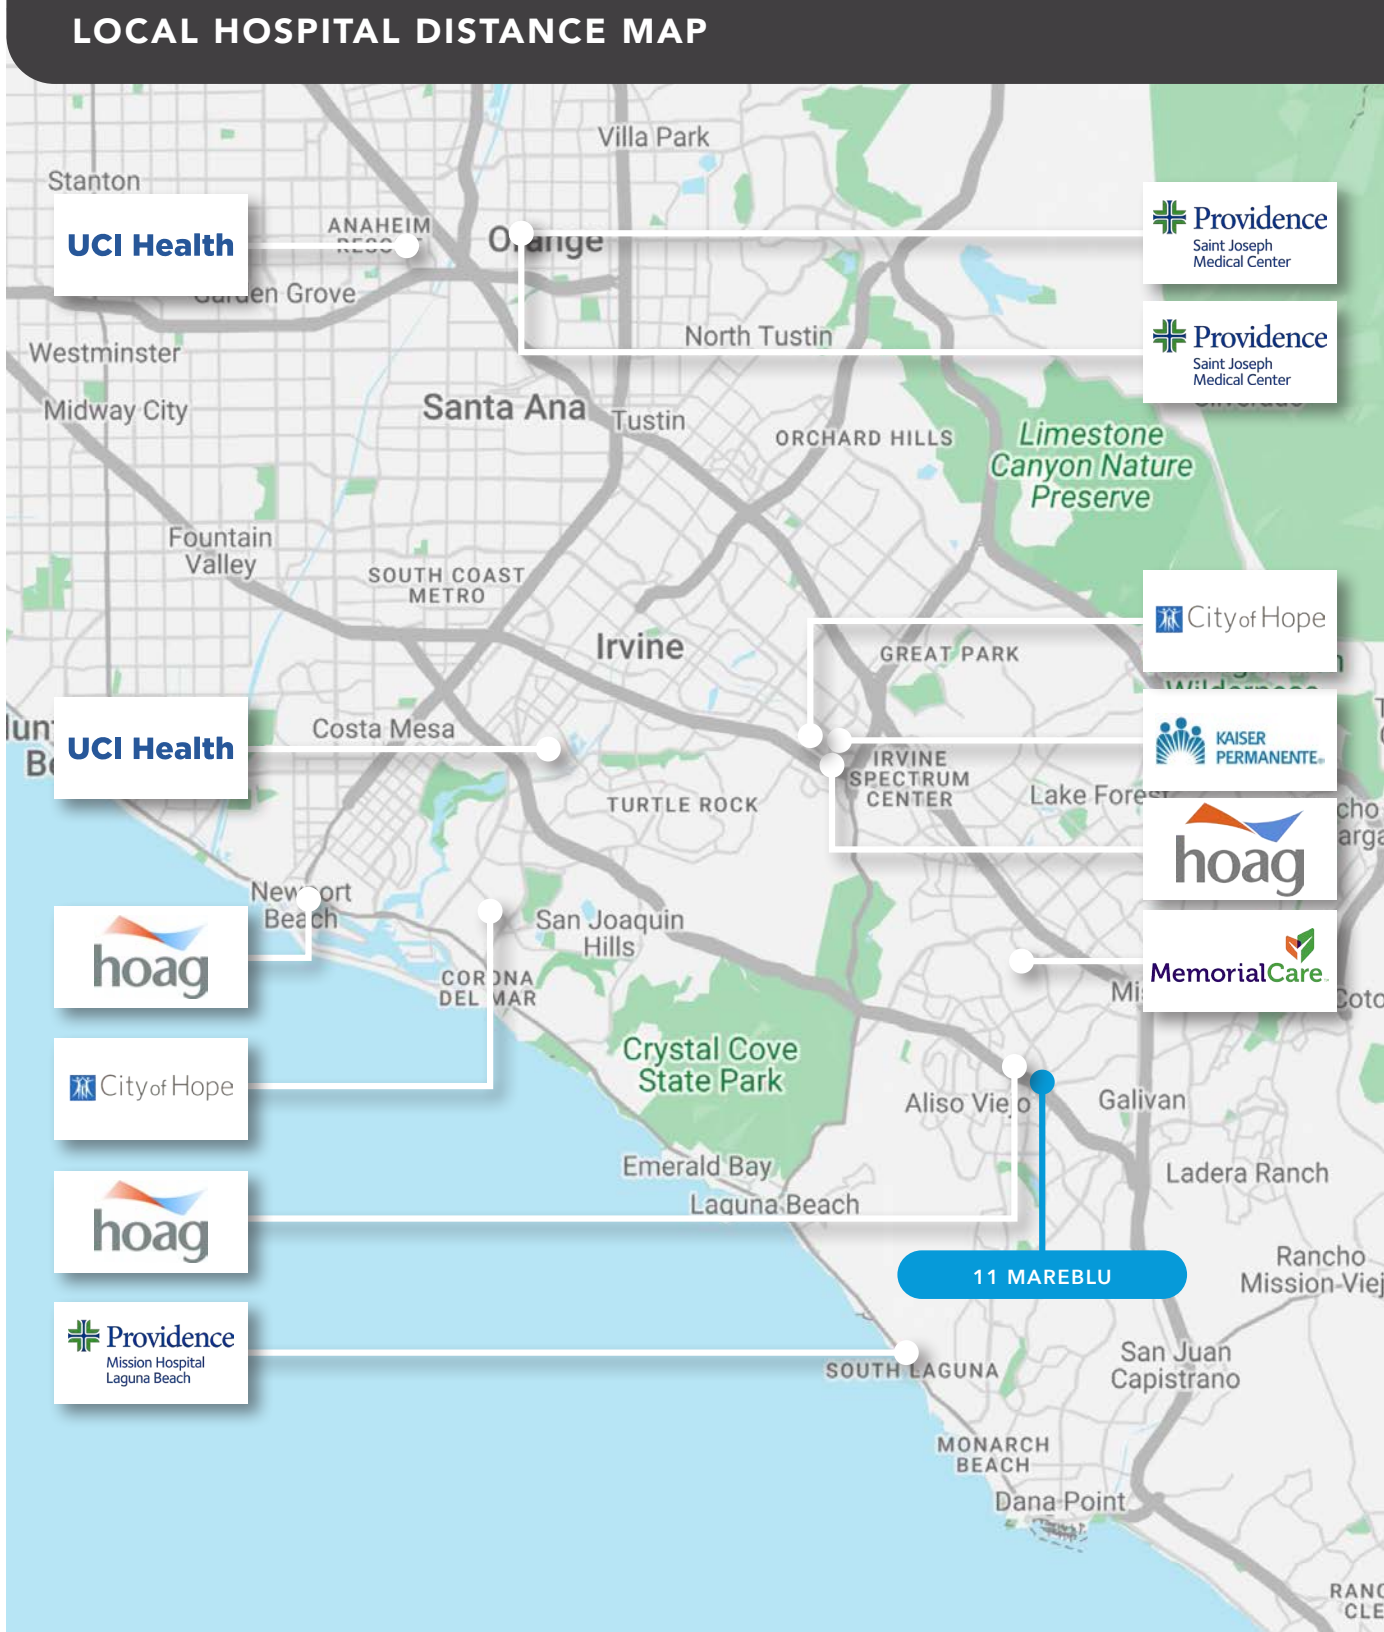 LOCAL HOSPITAL DISTANCE MAP
Villa Park
Stanton
UCI Health
ANAHEIM
Orange
Providence
Saint Joseph
Medical Center
Garden Grove
Providence
Saint Joseph
Medical Center
North Tustin
Westminster
Midway City
Santa Ana
Tustin
ORCHARD HILLS
Limestone
Canyon Nature
Preserve
Fountain
Valley
SOUTH COAST
METRO
City of Hope
Irvine
GREAT PARK
Wilderness
UCI Health
Costa Mesa
KAISER
PERMANENTE®
IRVINE
SPECTRUM
CENTER
TURTLE ROCK
Lake Forest
hoag
Newport
Beach
San Joaquin
Hills
hoag
MemorialCare
CORONA
DEL MAR
Crystal Cove
State Park
City of Hope
Aliso Viejo
Galivan
Emerald Bay
Laguna Beach
Ladera Ranch
hoag
11 MAREBLU
Rancho
Mission Viej
Providence
Mission Hospital
Laguna Beach
SOUTH LAGUNA
San Juan
Capistrano
MONARCH
BEACH
Dana Point
RANC
CLE